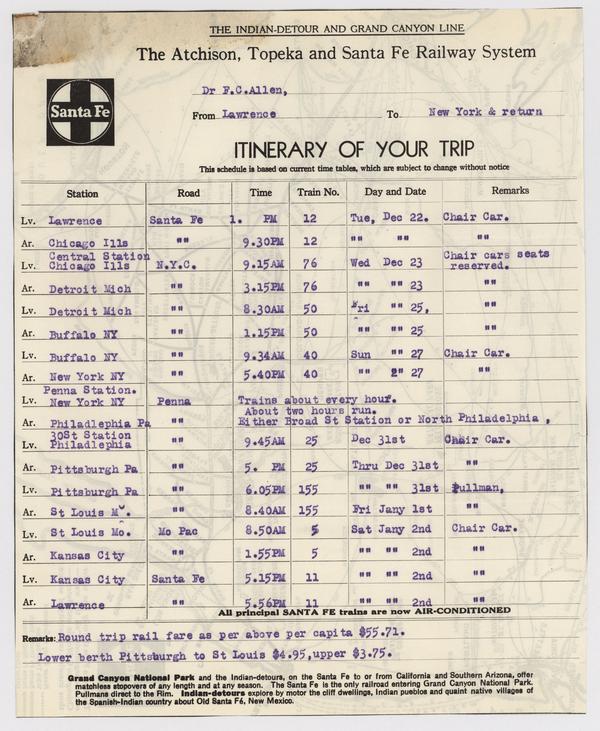 THE INDIAN-DETOUR AND GRAND CANYON LINE
The Atchison, Topeka and Santa Fe Railway System
Santa Fe
Dr F.C.Allen,
From Lawrence To New York & return
ITINERARY OF YOUR TRIP
This schedule is based on current time tables, which are subject to change without notice
Station Road Time Train No. Day and Date Remarks
Lv. Lawrence Santa Fe 1. PM 12 Tue, Dec 22. Chair Car.
Ar. Chicago Ills "" 9.30PM 12 "" "" ""
Central Station Chair cars seats
Lv. Chicago Ills N.Y.C. 9.15AM 76 Wed Dec 23 reserved.
Ar. Detroit Mich "" 3.15PM 76 "" "" 23 ""
Lv. Detroit Mich "" 8.30AM 50 Fri "" 25, ""
Ar. Buffalo NY "" 1.15PM 50 "" "" 25 ""
Lv. Buffalo NY "" 9.34AM 40 Sun "" 27 Chair Car.
Ar. New York NY "" 5.40PM 40 "" "" 27 ""
Penna Station.
Lv. New York NY Penna Trains about every hour.
About two hours run.
Ar. Philadlephia Pa "" Either Broad St Station or North Philadelphia ,
30St Station
Lv. Philadlephia 9.45AM 25 Dec 31st Chair Car.
Ar. Pittsburgh Pa "" 5. PM 25 Thru Dec 31st ""
Lv. Pittsburgh Pa "" 6.05PM 155 "" "" 31st Pullman,
Ar. St Louis M . "" 8.40AM 155 Fri Jany 1st ""
Lv. St Louis Mo. Mo Pac 8.50AM 5 Sat Jany 2nd Chair Car.
Ar. Kansas City "" 1.55PM 5 "" "" 2nd ""
Lv. Kansas City Santa Fe 5.15PM 11 "" "" 2nd ""
Ar. Lawrence "" 5.56PM 11 "" "" 2nd ""
All principal SANTA FE trains are now AIR-CONDITIONED
Remarks: Round trip rail fare as per above per capita $55.71.
Lower berth Pittsburgh to St Louis $4.95,upper $3.75.
Grand Canyon National Park and the Indian-detours, on the Santa Fe to or from California and Southern Arizona, offer
matchless stopovers of any length and at any season. The Santa Fe is the only railroad entering Grand Canyon National Park.
Pullmans direct to the Rim. Indian-detours explore by motor the cliff dwellings, Indian pueblos and quaint native villages of
the Spanish-Indian country about Old Santa Fé, New Mexico.